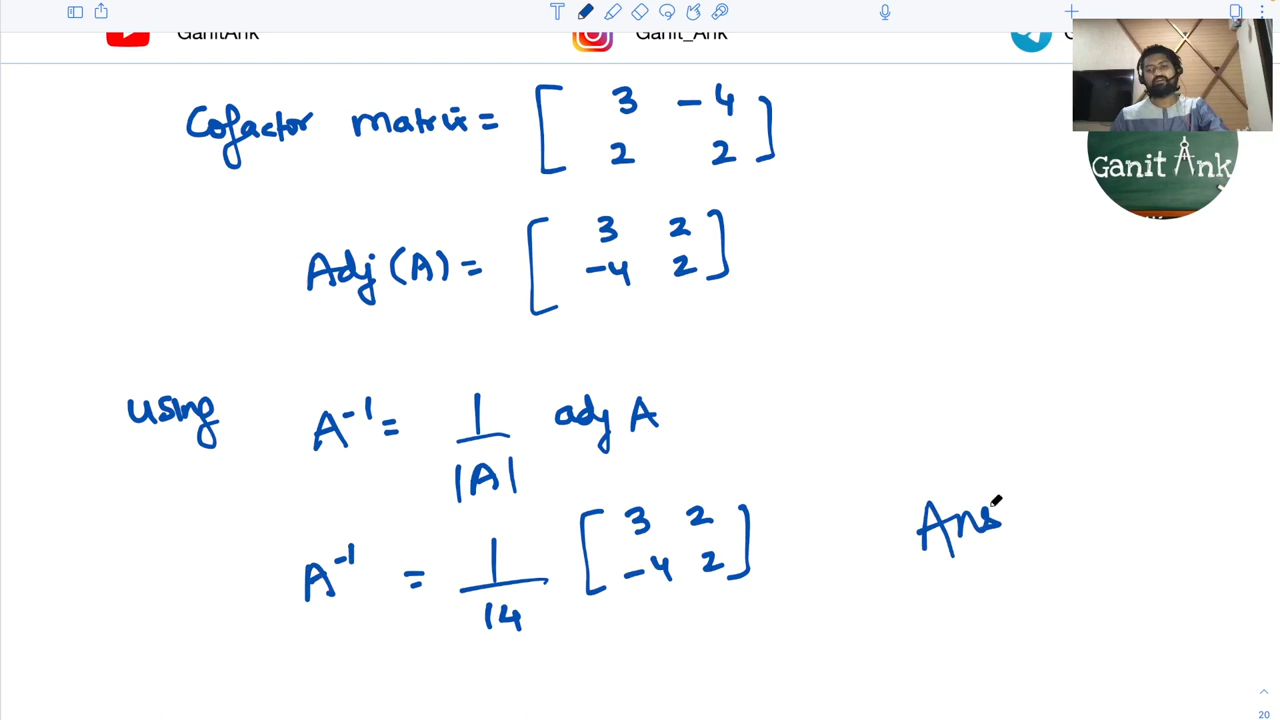 GanitAnk Ganit_Ank G
Ganit Ank
Cofactor matrix = [ 3 -4
2 2 ]
Adj (A) = [ 3 2
-4 2 ]
using A⁻¹ = 1/|A| adj A
A⁻¹ = 1/14 [ 3 2
-4 2 ] Ans
20